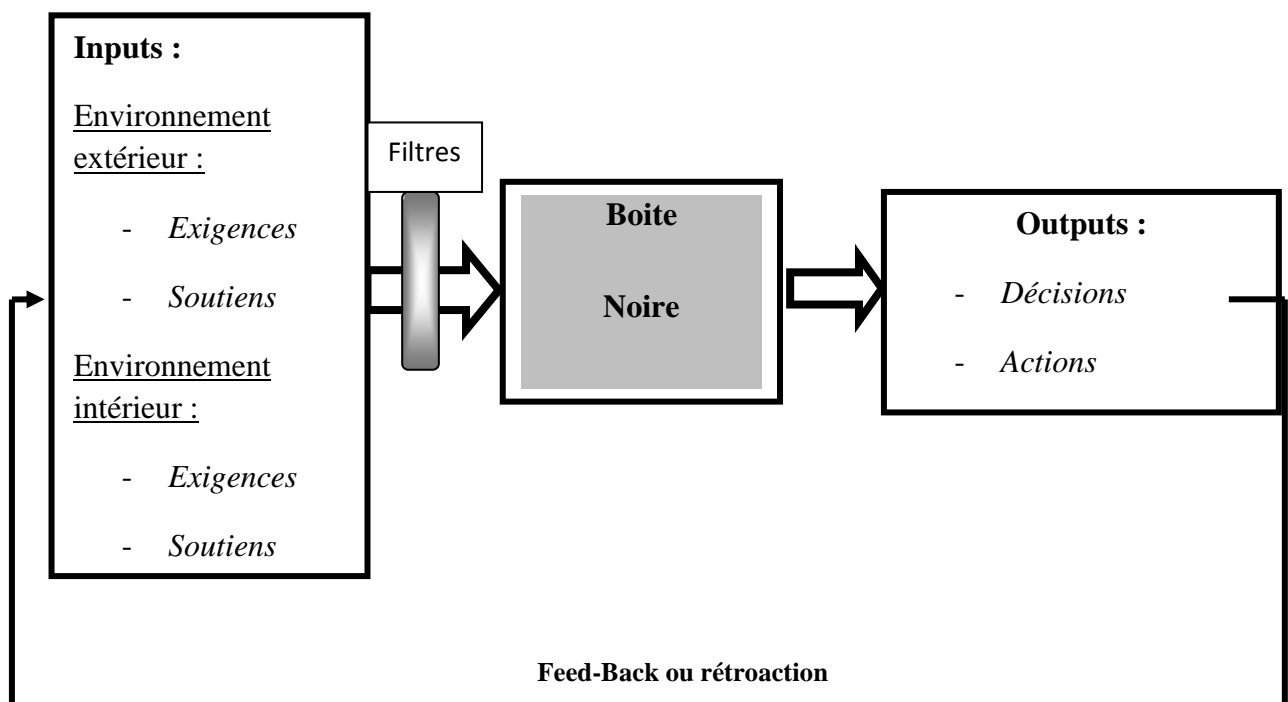 Inputs :
Environnement
extérieur :
- Exigences
- Soutiens
Environnement
intérieur :
- Exigences
- Soutiens
Filtres
Boite
Noire
Outputs :
- Décisions
- Actions
Feed-Back ou rétroaction